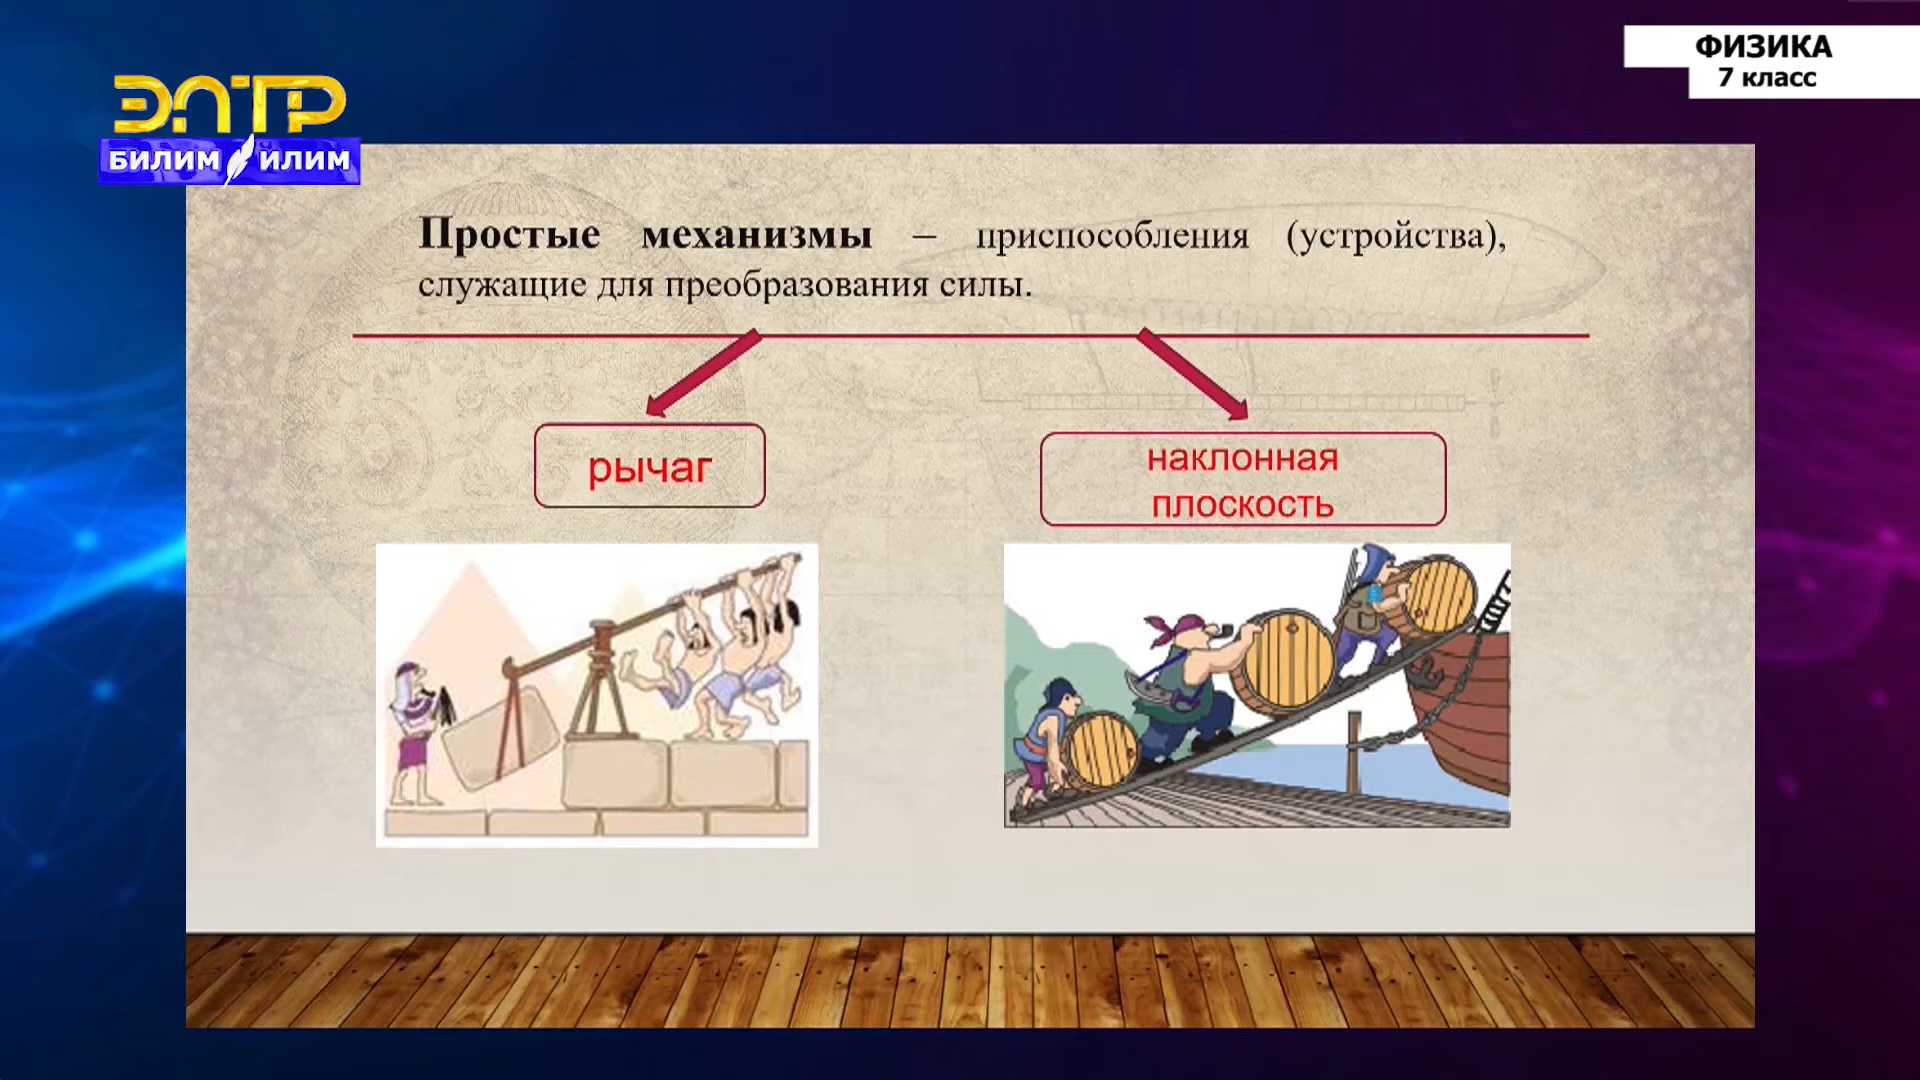 ФИЗИКА
7 класс
ЭЛТР
БИЛИМ ИЛИМ
Простые механизмы – приспособления (устройства),
служащие для преобразования силы.
рычаг
наклонная
плоскость